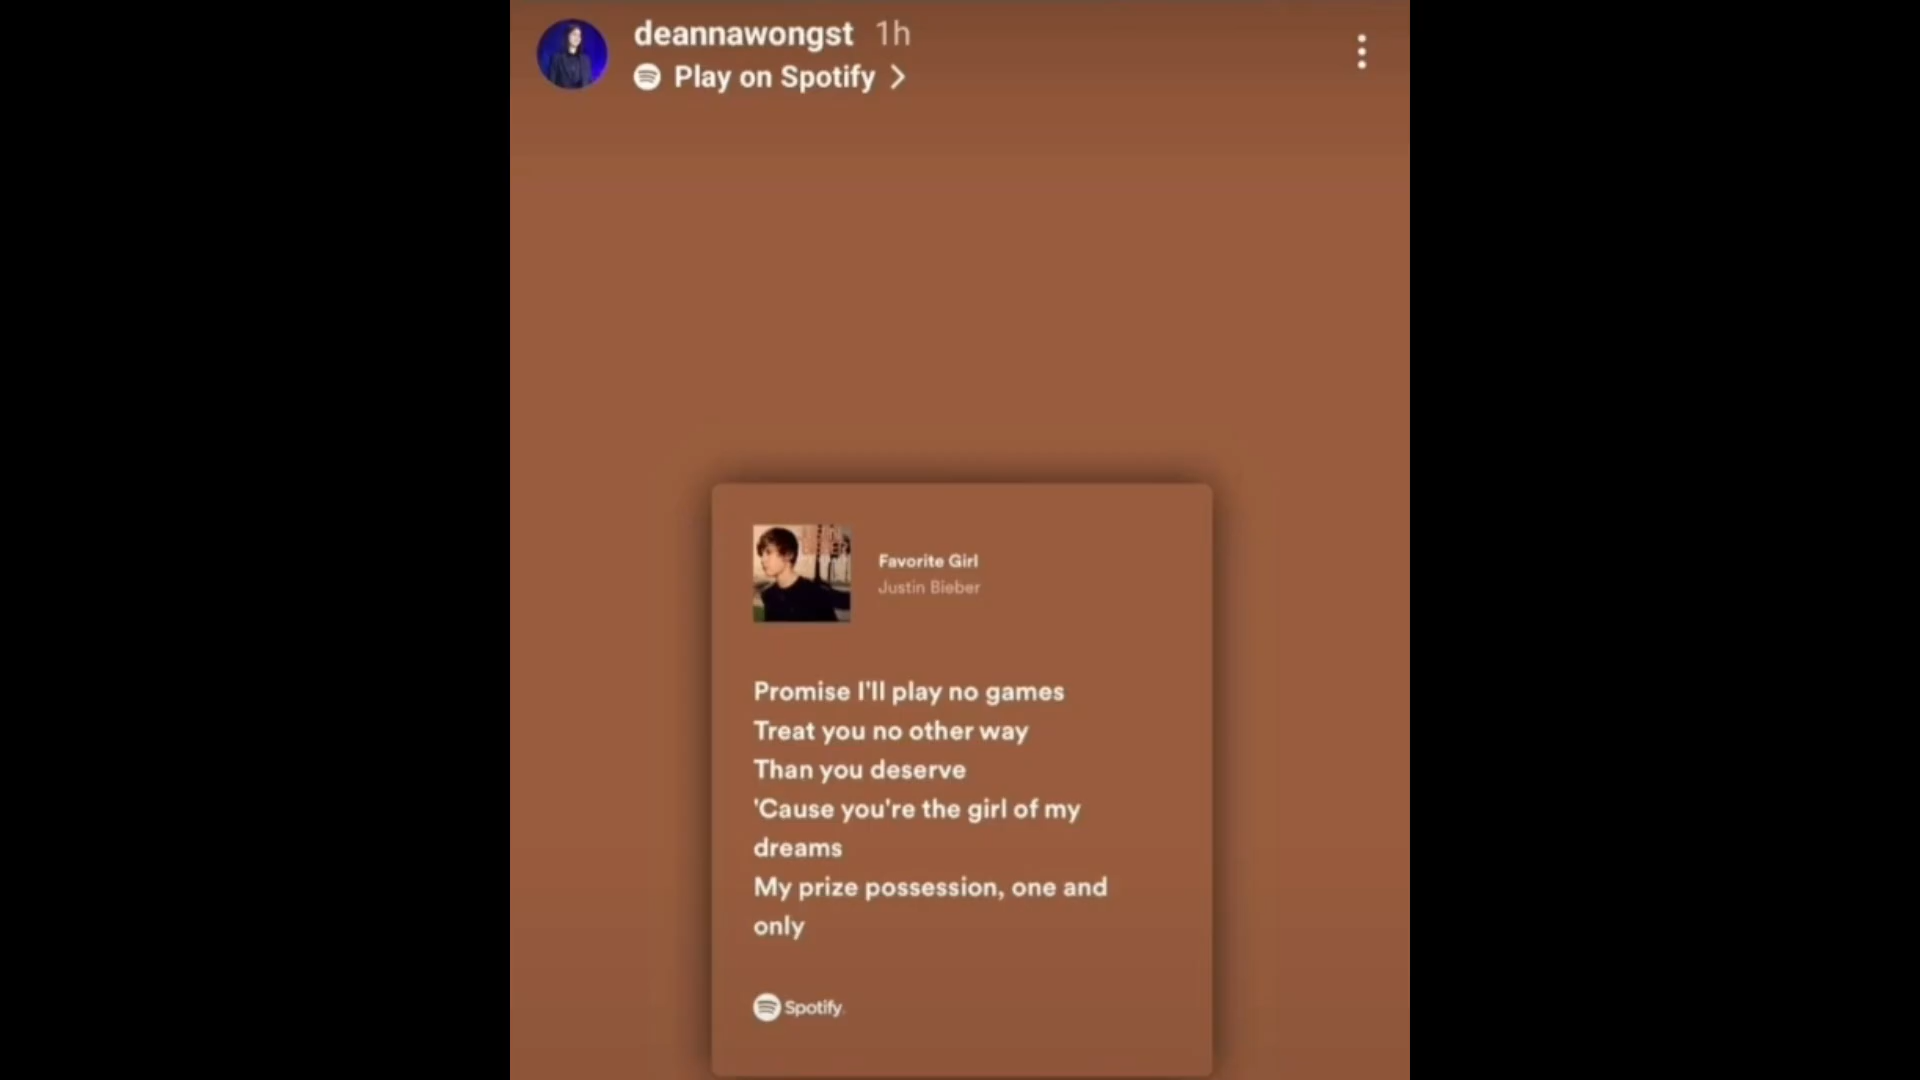 deannawongst 1h
Play on Spotify
Favorite Girl
Justin Bieber
Promise I'll play no games
Treat you no other way
Than you deserve
'Cause you're the girl of my
dreams
My prize possession, one and
only
Spotify